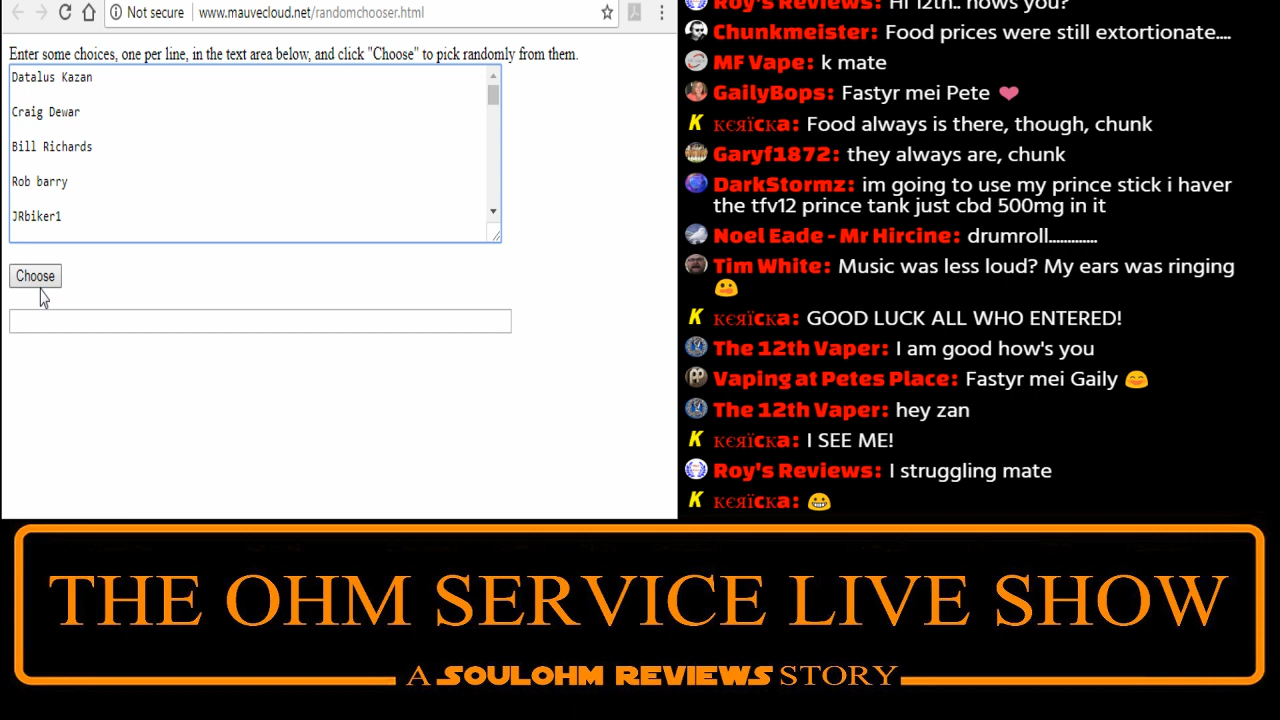 Not secure | www.mauvecloud.net/randomchooser.html
Enter some choices, one per line, in the text area below, and click "Choose" to pick randomly from them.
Datalus Kazan
Craig Dewar
Bill Richards
Rob barry
JRbiker1
Choose
Roy's Reviews: Hi 12th.. hows you?
Chunkmeister: Food prices were still extortionate....
MF Vape: k mate
GailyBops: Fastyr mei Pete ❤
кєяïcка: Food always is there, though, chunk
Garyf1872: they always are, chunk
DarkStormz: im going to use my prince stick i haver
the tfv12 prince tank just cbd 500mg in it
Noel Eade - Mr Hircine: drumroll.............
Tim White: Music was less loud? My ears was ringing
кєяïcка: GOOD LUCK ALL WHO ENTERED!
The 12th Vaper: I am good how's you
Vaping at Petes Place: Fastyr mei Gaily 😊
The 12th Vaper: hey zan
кєяïcка: I SEE ME!
Roy's Reviews: I struggling mate
кєяïcка: 😁
THE OHM SERVICE LIVE SHOW
A SOULOHM REVIEWS STORY